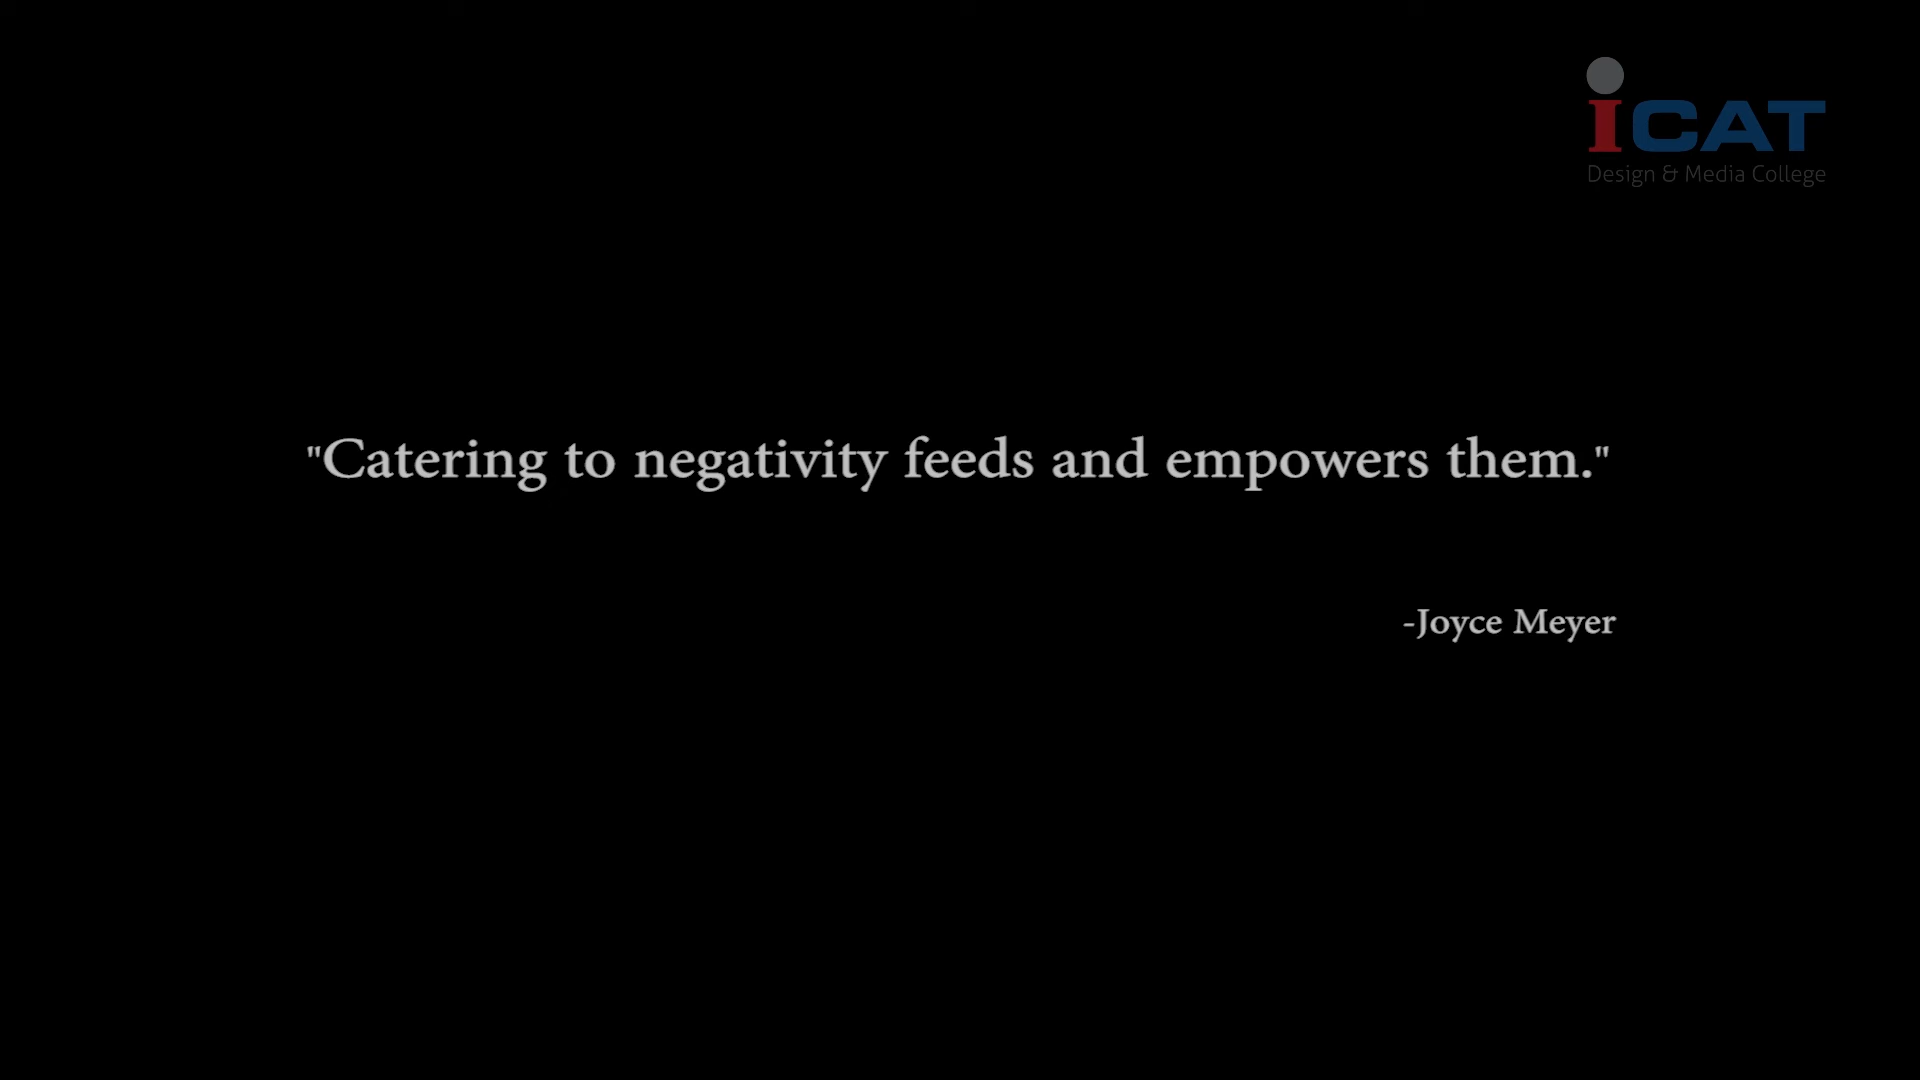 iCAT
Design & Media College
"Catering to negativity feeds and empowers them."
-Joyce Meyer